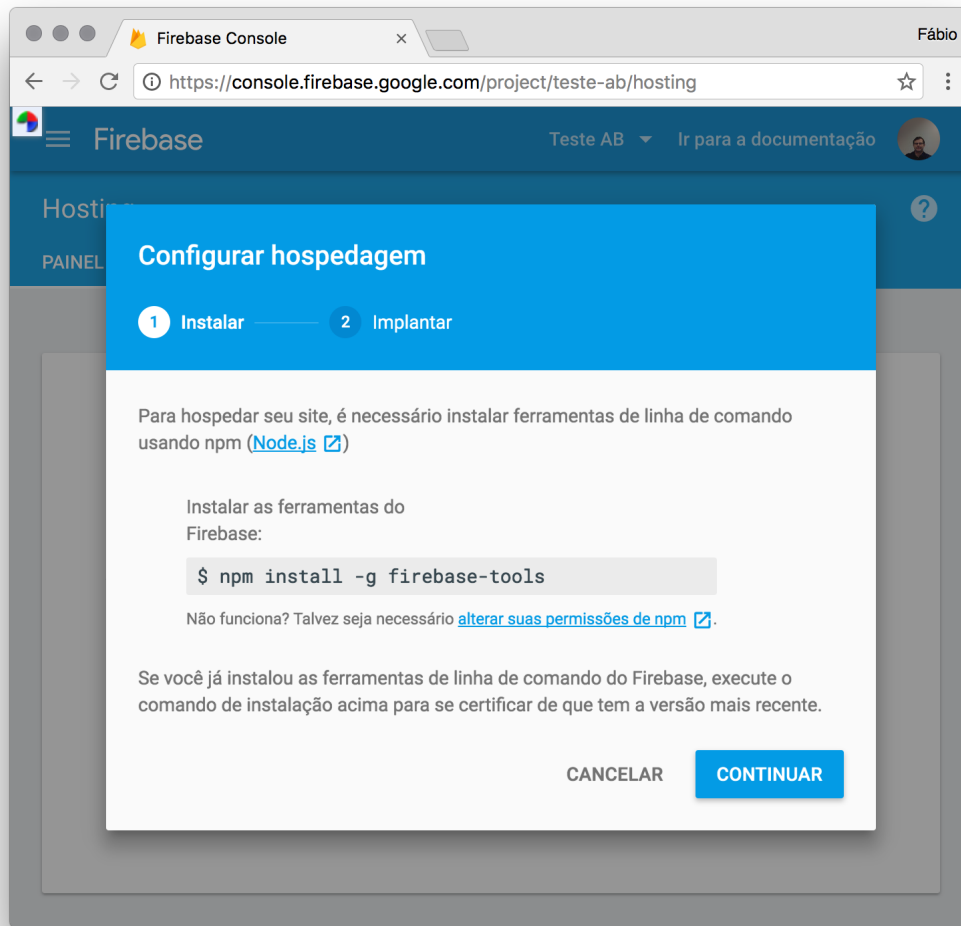 Firebase Console
Fábio
https://console.firebase.google.com/project/teste-ab/hosting
Firebase
Teste AB
Ir para a documentação
Hosting
?
PAINEL
Configurar hospedagem
1 Instalar
2 Implantar
Para hospedar seu site, é necessário instalar ferramentas de linha de comando
usando npm (Node.js )
Instalar as ferramentas do
Firebase:
$ npm install -g firebase-tools
Não funciona? Talvez seja necessário alterar suas permissões de npm .
Se você já instalou as ferramentas de linha de comando do Firebase, execute o
comando de instalação acima para se certificar de que tem a versão mais recente.
CANCELAR
CONTINUAR